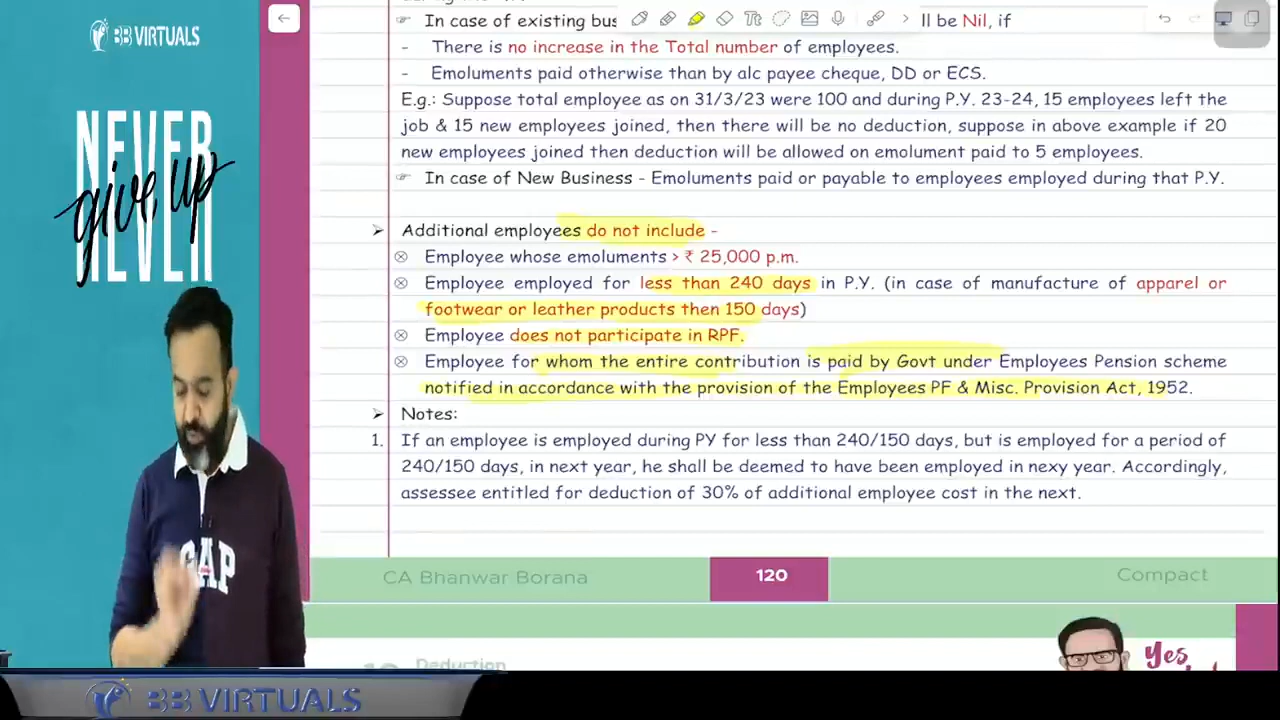 BB VIRTUALS
NEVER
give up
NEVER
GAP
☞ In case of existing bus ll be Nil, if
- There is no increase in the Total number of employees.
- Emoluments paid otherwise than by alc payee cheque, DD or ECS.
E.g.: Suppose total employee as on 31/3/23 were 100 and during P.Y. 23-24, 15 employees left the
job & 15 new employees joined, then there will be no deduction, suppose in above example if 20
new employees joined then deduction will be allowed on emolument paid to 5 employees.
☞ In case of New Business - Emoluments paid or payable to employees employed during that P.Y.
➢ Additional employees do not include -
⊗ Employee whose emoluments > ₹ 25,000 p.m.
⊗ Employee employed for less than 240 days in P.Y. (in case of manufacture of apparel or
footwear or leather products then 150 days)
⊗ Employee does not participate in RPF.
⊗ Employee for whom the entire contribution is paid by Govt under Employees Pension scheme
notified in accordance with the provision of the Employees PF & Misc. Provision Act, 1952.
➢ Notes:
1. If an employee is employed during PY for less than 240/150 days, but is employed for a period of
240/150 days, in next year, he shall be deemed to have been employed in nexy year. Accordingly,
assessee entitled for deduction of 30% of additional employee cost in the next.
CA Bhanwar Borana 120 Compact
Deduction
Yes,
BB VIRTUALS